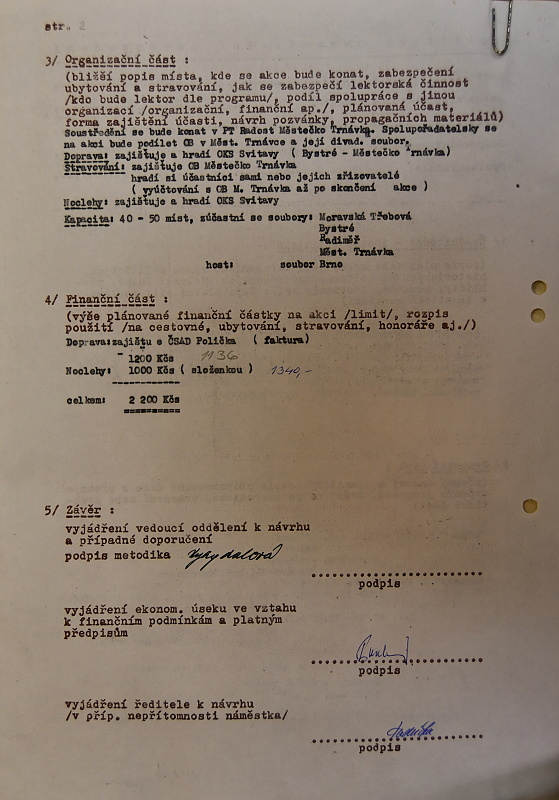 str. 2
3/ Organizační část :
(bližší popis místa, kde se akce bude konat, zabezpečení
ubytování a stravování, jak se zabezpečí lektorská činnost
/kdo bude lektor dle programu/, podíl spolupráce s jinou
organizací /organizační, finanční ap./, plánovaná účast,
forma zajištění účasti, návrh pozvánky, propagačních materiálů)
Soustředění se bude konat v PT Radost Městečko Trnávka. Spolupořadatelsky se
na akci bude podílet OB v Měst. Trnávce a její divad. soubor.
Doprava: zajištuje a hradí OKS Svitavy ( Bystré - Městečko Trnávka)
Stravování: zajištuje OB Městečko Trnávka
hradí si účastníci sami nebo jejich zřizovatelé
( vyúčtování s OB M. Trnávka až po skončení akce )
Noclehy: zajištuje a hradí OKS Svitavy
Kapacita: 40 - 50 míst, zúčastní se soubory: Moravská Třebová
Bystré
Radiměř
Měst. Trnávka
host: soubor Brno
4/ Finanční část :
(výše plánované finanční částky na akci /limit/, rozpis
použití /na cestovné, ubytování, stravování, honoráře aj./)
Doprava:zajištu e ČSAD Polička ( faktura)
- 1200 Kčs 1136
Noclehy: 1000 Kčs ( složenkou ) 1340,-
celkem: 2 200 Kčs
5/ Závěr :
vyjádření vedoucí oddělení k návrhu
a případné doporučení
podpis metodika
podpis
vyjádření ekonom. úseku ve vztahu
k finančním podmínkám a platným
předpisům
podpis
vyjádření ředitele k návrhu
/v příp. nepřítomnosti náměstka/
podpis